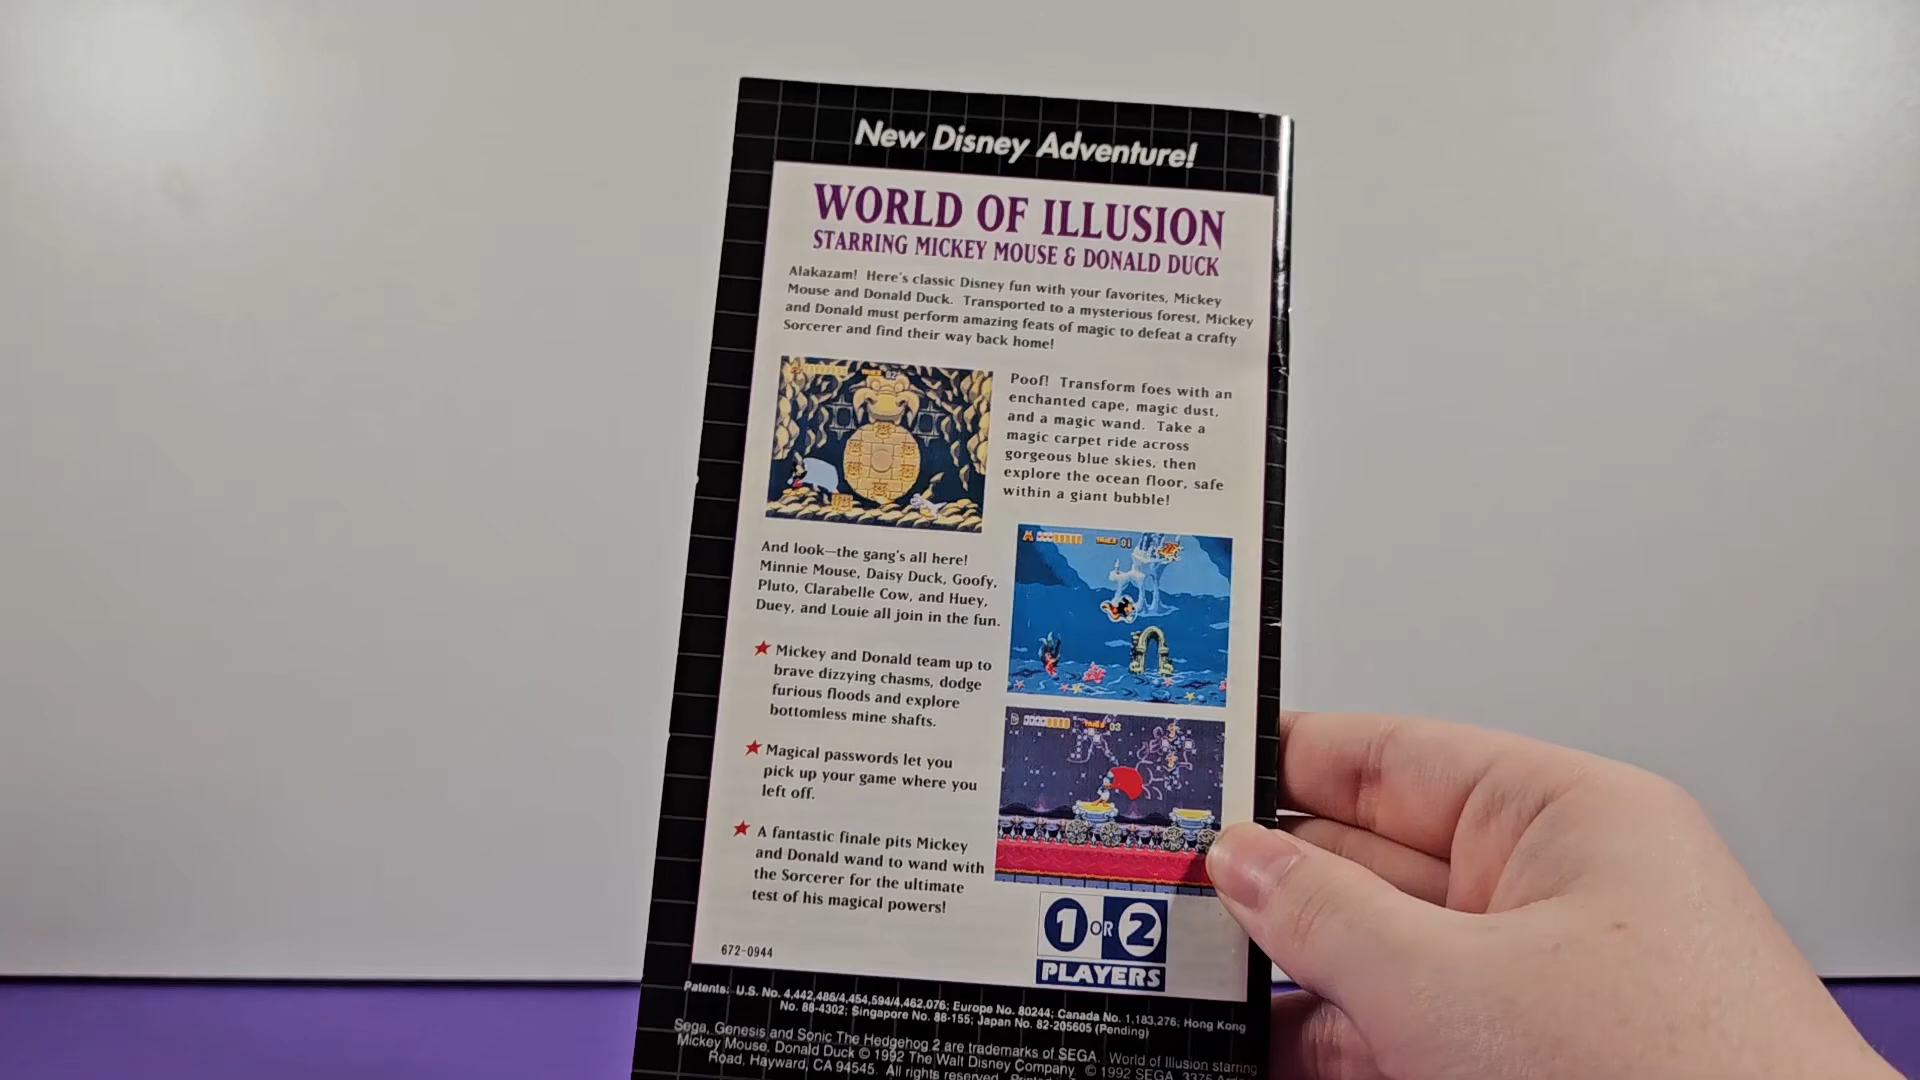 New Disney Adventure!
WORLD OF ILLUSION
STARRING MICKEY MOUSE & DONALD DUCK
Alakazam! Here's classic Disney fun with your favorites, Mickey
Mouse and Donald Duck. Transported to a mysterious forest, Mickey
and Donald must perform amazing feats of magic to defeat a crafty
Sorcerer and find their way back home!
Poof! Transform foes with an
enchanted cape, magic dust,
and a magic wand. Take a
magic carpet ride across
gorgeous blue skies, then
explore the ocean floor, safe
within a giant bubble!
And look—the gang's all here!
Minnie Mouse, Daisy Duck, Goofy,
Pluto, Clarabelle Cow, and Huey,
Duey, and Louie all join in the fun.
TRIES 01
TRIES 03
★ Mickey and Donald team up to
brave dizzying chasms, dodge
furious floods and explore
bottomless mine shafts.
★ Magical passwords let you
pick up your game where you
left off.
★ A fantastic finale pits Mickey
and Donald wand to wand with
the Sorcerer for the ultimate
test of his magical powers!
1 OR 2
PLAYERS
672-0944
Patents: U.S. No. 4,442,486/4,454,594/4,462,076; Europe No. 80244; Canada No. 1,183,276; Hong Kong
No. 88-4302; Singapore No. 88-155; Japan No. 82-205605 (Pending)
Sega, Genesis and Sonic The Hedgehog 2 are trademarks of SEGA. World of Illusion starring
Mickey Mouse, Donald Duck © 1992 The Walt Disney Company. © 1992 SEGA, 3375
Road, Hayward, CA 94545. All rights reserved.